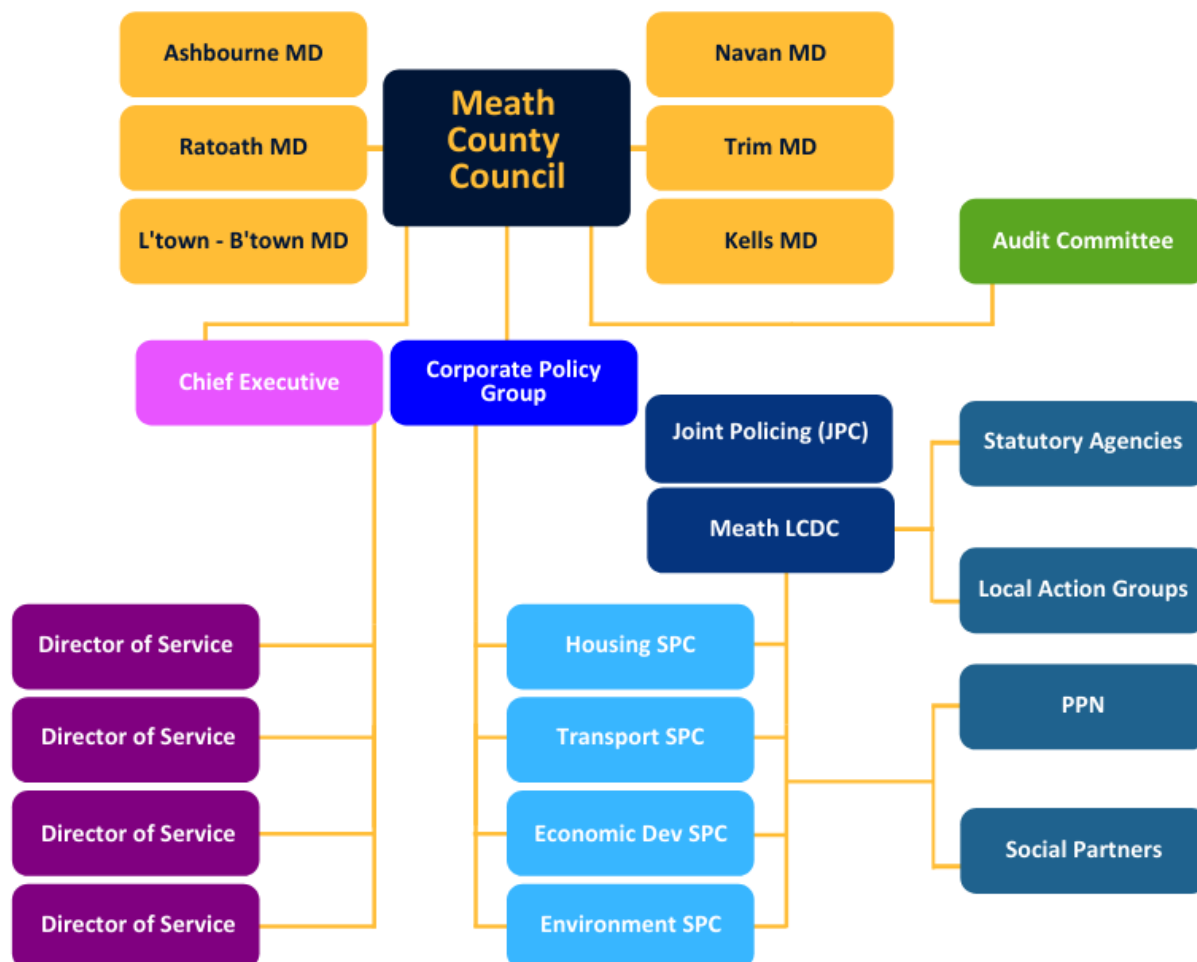 Ashbourne MD
Navan MD
Meath
County
Council
Ratoath MD
Trim MD
L'town - B'town MD
Kells MD
Audit Committee
Chief Executive
Corporate Policy
Group
Joint Policing (JPC)
Statutory Agencies
Meath LCDC
Local Action Groups
Director of Service
Housing SPC
PPN
Director of Service
Transport SPC
Director of Service
Economic Dev SPC
Social Partners
Director of Service
Environment SPC